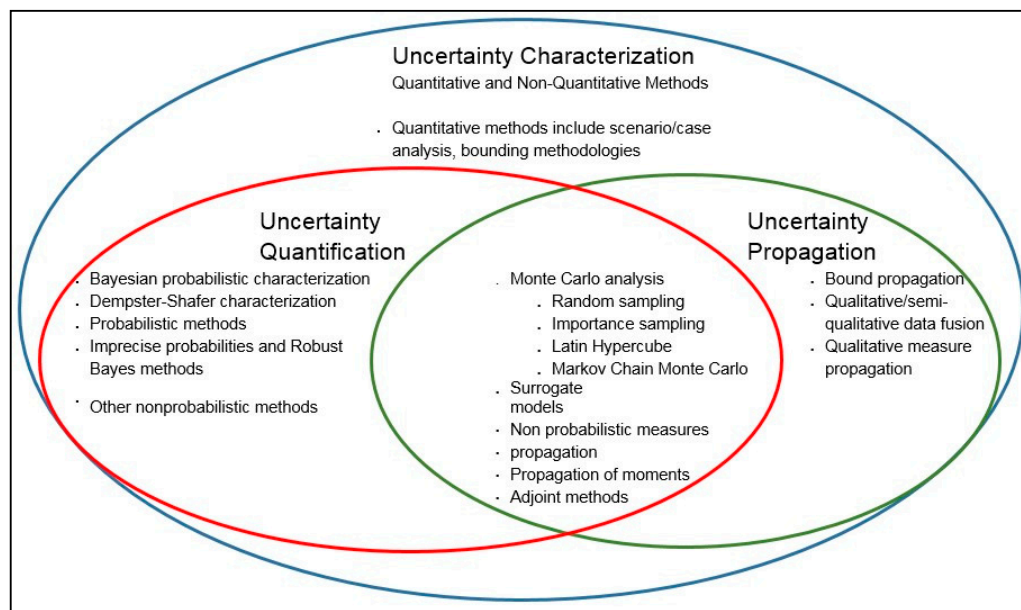 Uncertainty Characterization
Quantitative and Non-Quantitative Methods
. Quantitative methods include scenario/case
analysis, bounding methodologies
Uncertainty
Quantification
. Bayesian probabilistic characterization
. Dempster-Shafer characterization
. Probabilistic methods
. Imprecise probabilities and Robust
Bayes methods
. Other nonprobabilistic methods
. Monte Carlo analysis
. Random sampling
. Importance sampling
. Latin Hypercube
. Markov Chain Monte Carlo
. Surrogate
models
. Non probabilistic measures
. propagation
. Propagation of moments
. Adjoint methods
Uncertainty
Propagation
. Bound propagation
. Qualitative/semi-
qualitative data fusion
. Qualitative measure
propagation